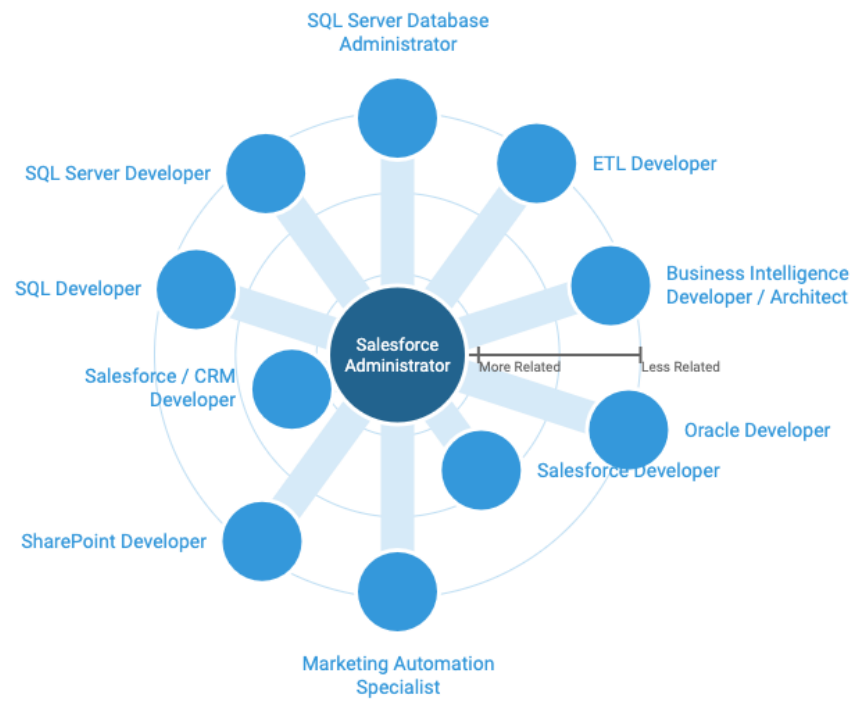 SQL Server Database
Administrator
ETL Developer
SQL Server Developer
Business Intelligence
Developer / Architect
SQL Developer
Salesforce
Administrator
More Related
Less Related
Salesforce / CRM
Developer
Oracle Developer
Salesforce Developer
SharePoint Developer
Marketing Automation
Specialist